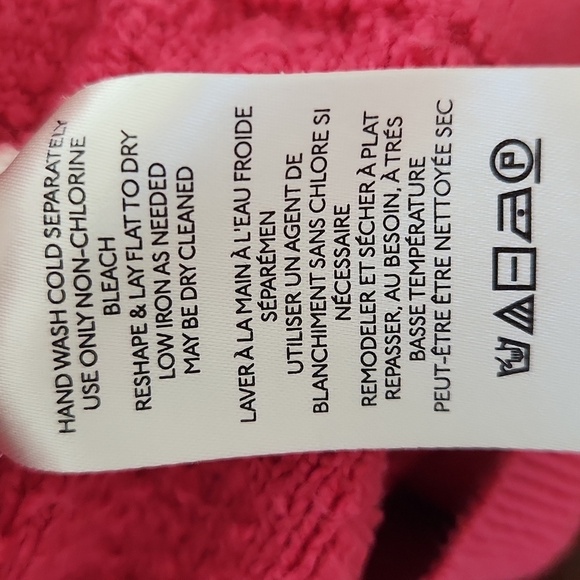 HAND WASH COLD SEPARATELY
USE ONLY NON-CHLORINE
BLEACH
RESHAPE & LAY FLAT TO DRY
LOW IRON AS NEEDED
MAY BE DRY CLEANED
LAVER À LA MAIN À L'EAU FROIDE
SÉPARÉMEN
UTILISER UN AGENT DE
BLANCHIMENT SANS CHLORE SI
NÉCESSAIRE
REMODELER ET SÉCHER À PLAT
REPASSER, AU BESOIN, À TRÉS
BASSE TEMPÉRATURE
PEUT-ÊTRE ÊTRE NETTOYÉE SEC
P